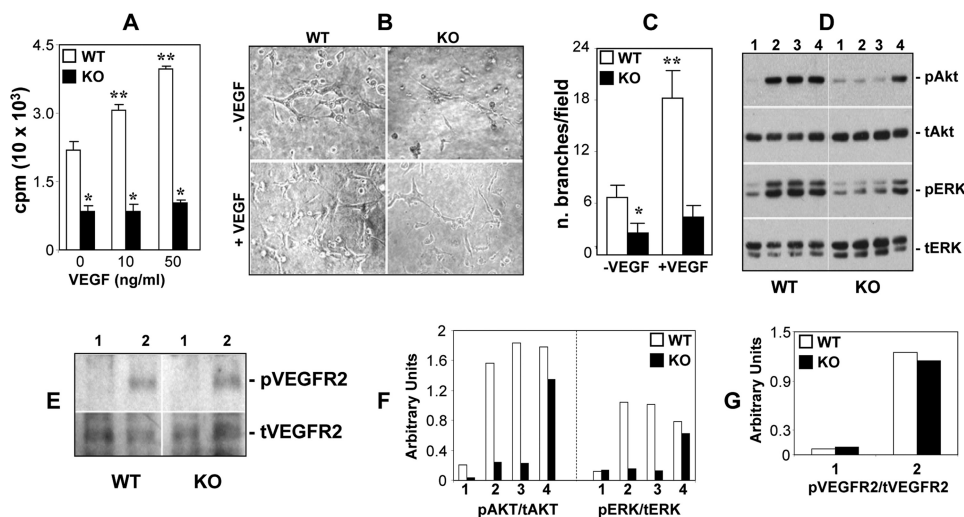 A
cpm (10 x 10³)
4.5
3.0
1.5
0
WT
KO
**
**
*
*
*
0 10 50
VEGF (ng/ml)
B
WT KO
- VEGF
+ VEGF
C
n. branches/field
24
18
12
6
0
WT
KO
**
*
-VEGF +VEGF
D
1 2 3 4 1 2 3 4
- pAkt
- tAkt
- pERK
- tERK
WT KO
E
1 2 1 2
- pVEGFR2
- tVEGFR2
WT KO
F
Arbitrary Units
2
1.6
1.2
0.8
0.4
0
WT
KO
1 2 3 4 1 2 3 4
pAKT/tAKT pERK/tERK
G
Arbitrary Units
1.5
1.3
0.9
0.3
0
WT
KO
1 2
pVEGFR2/tVEGFR2